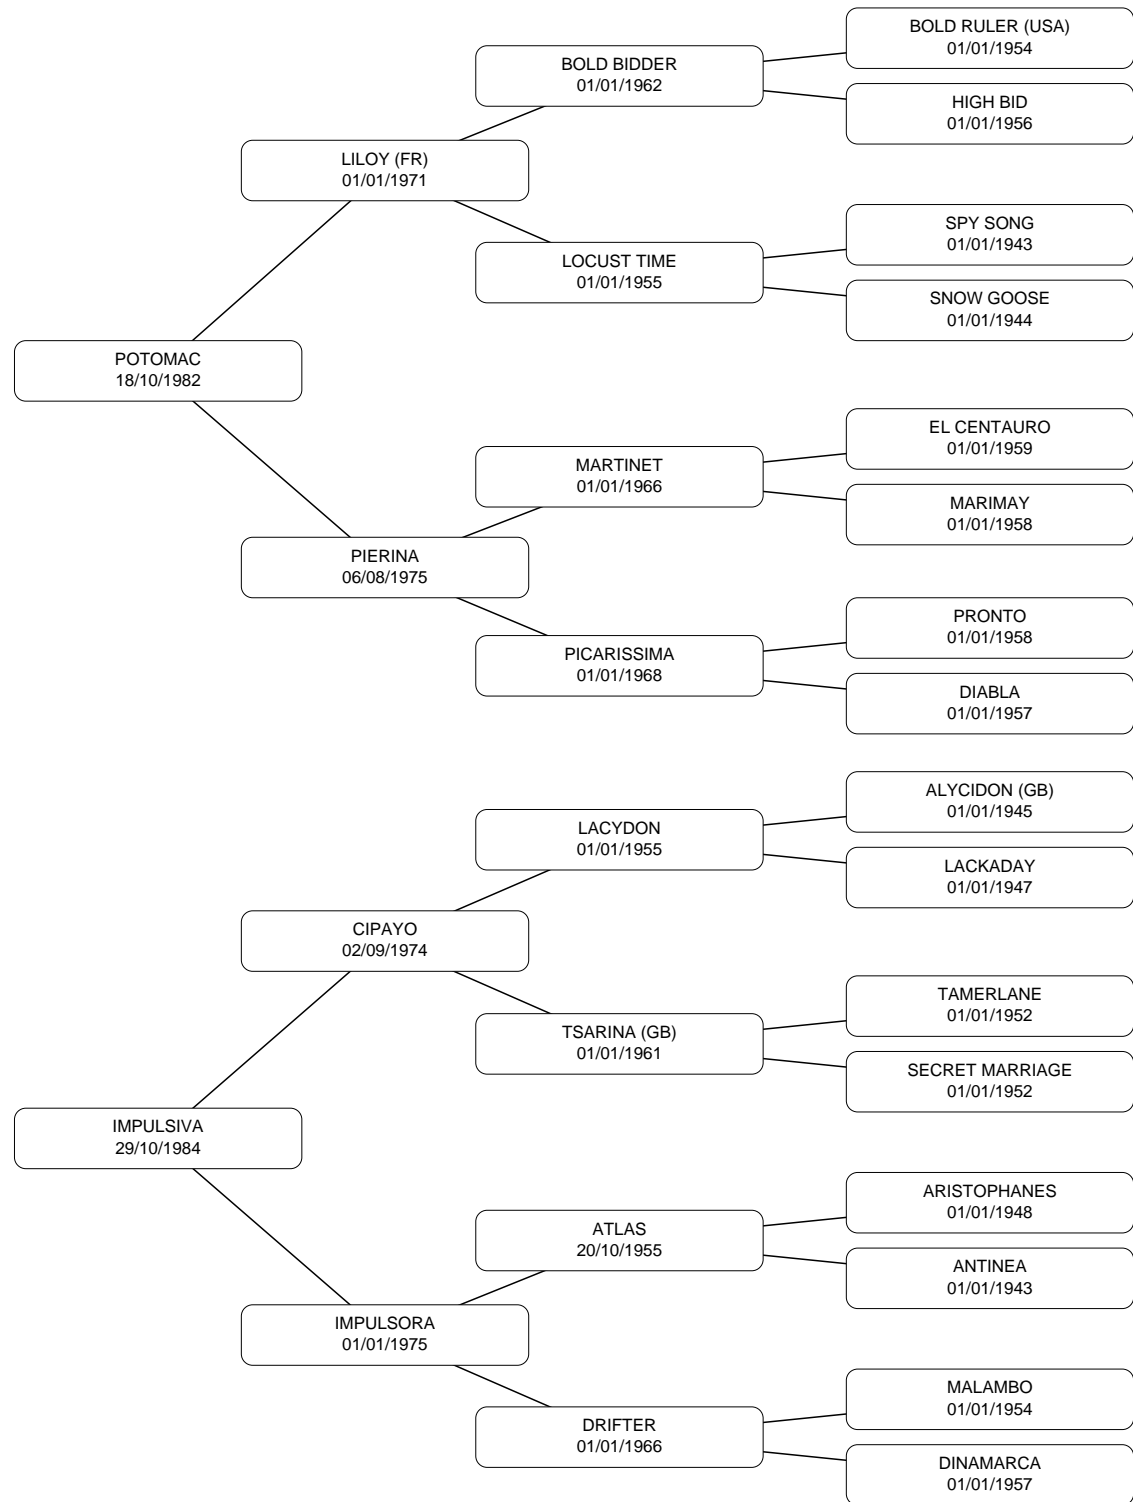 BOLD RULER (USA)
01/01/1954
BOLD BIDDER
01/01/1962
HIGH BID
01/01/1956
LILOY (FR)
01/01/1971
SPY SONG
01/01/1943
LOCUST TIME
01/01/1955
SNOW GOOSE
01/01/1944
POTOMAC
18/10/1982
EL CENTAURO
01/01/1959
MARTINET
01/01/1966
MARIMAY
01/01/1958
PIERINA
06/08/1975
PRONTO
01/01/1958
PICARISSIMA
01/01/1968
DIABLA
01/01/1957
ALYCIDON (GB)
01/01/1945
LACYDON
01/01/1955
LACKADAY
01/01/1947
CIPAYO
02/09/1974
TAMERLANE
01/01/1952
TSARINA (GB)
01/01/1961
SECRET MARRIAGE
01/01/1952
IMPULSIVA
29/10/1984
ARISTOPHANES
01/01/1948
ATLAS
20/10/1955
ANTINEA
01/01/1943
IMPULSORA
01/01/1975
MALAMBO
01/01/1954
DRIFTER
01/01/1966
DINAMARCA
01/01/1957